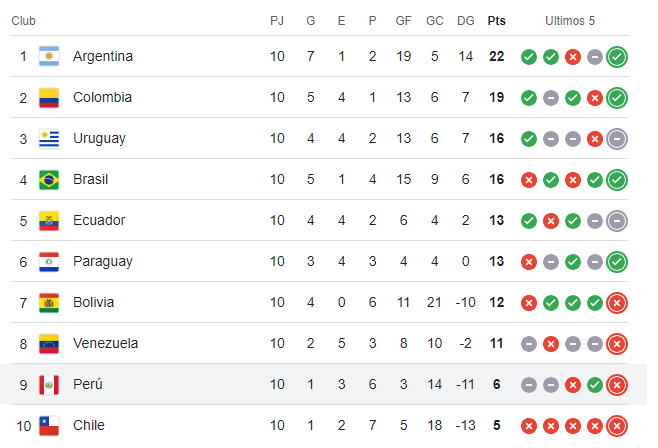 Club PJ G E P GF GC DG Pts Ultimos 5
1 Argentina 10 7 1 2 19 5 14 22
2 Colombia 10 5 4 1 13 6 7 19
3 Uruguay 10 4 4 2 13 6 7 16
4 Brasil 10 5 1 4 15 9 6 16
5 Ecuador 10 4 4 2 6 4 2 13
6 Paraguay 10 3 4 3 4 4 0 13
7 Bolivia 10 4 0 6 11 21 -10 12
8 Venezuela 10 2 5 3 8 10 -2 11
9 Perú 10 1 3 6 3 14 -11 6
10 Chile 10 1 2 7 5 18 -13 5